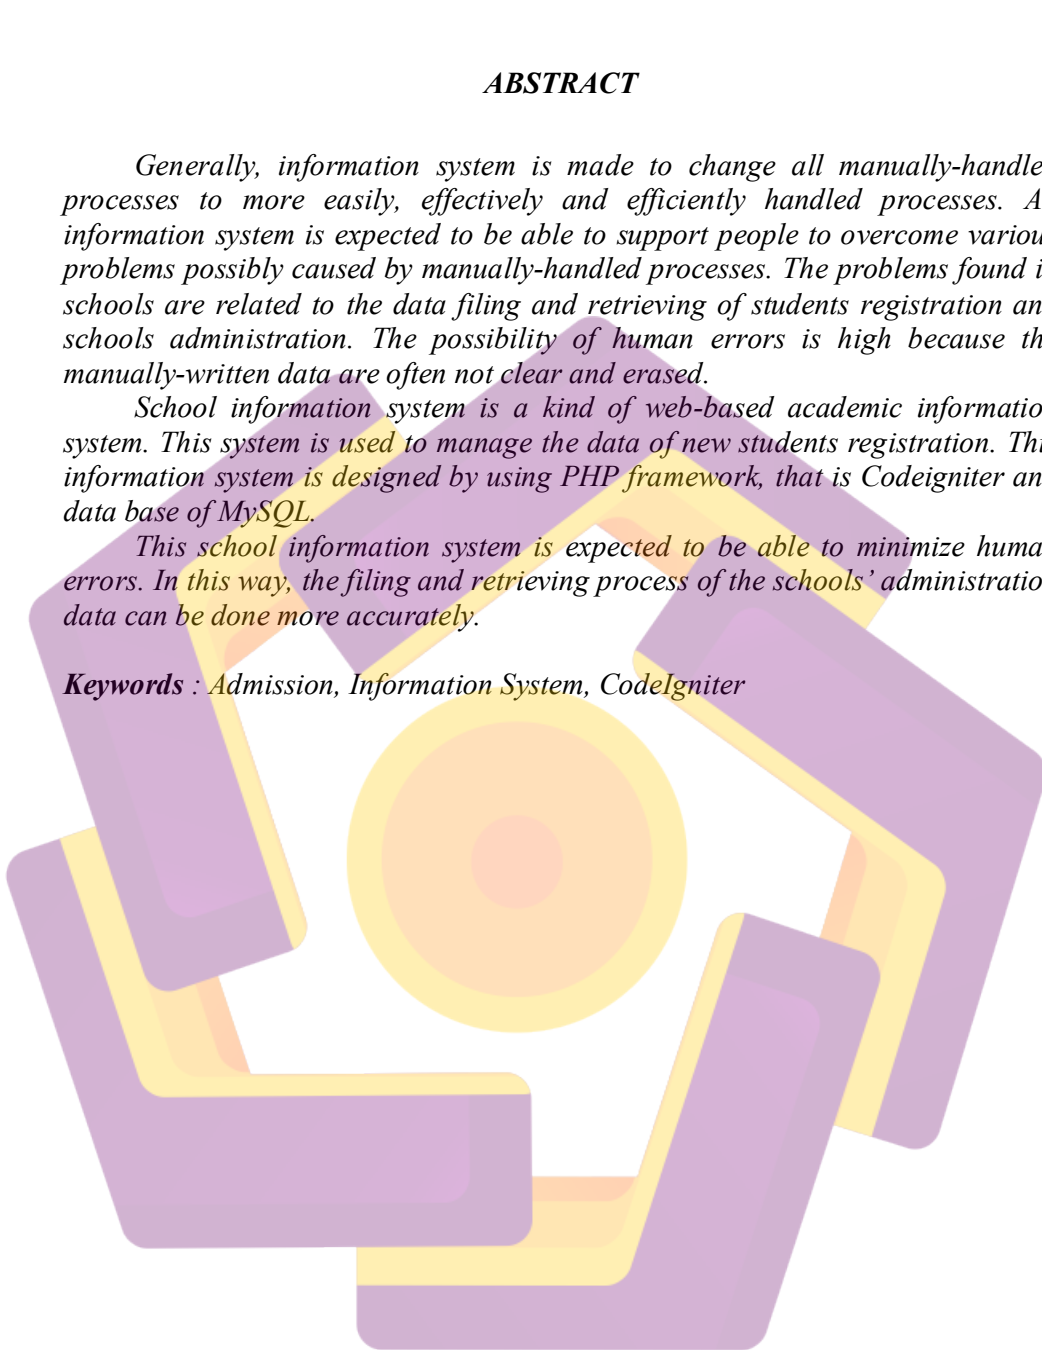 ABSTRACT
Generally, information system is made to change all manually-handle
processes to more easily, effectively and efficiently handled processes. A
information system is expected to be able to support people to overcome variou
problems possibly caused by manually-handled processes. The problems found i
schools are related to the data filing and retrieving of students registration an
schools administration. The possibility of human errors is high because th
manually-written data are often not clear and erased.
School information system is a kind of web-based academic informatio
system. This system is used to manage the data of new students registration. Thi
information system is designed by using PHP framework, that is Codeigniter an
data base of MySQL.
This school information system is expected to be able to minimize huma
errors. In this way, the filing and retrieving process of the schools' administratio
data can be done more accurately.
Keywords : Admission, Information System, CodeIgniter